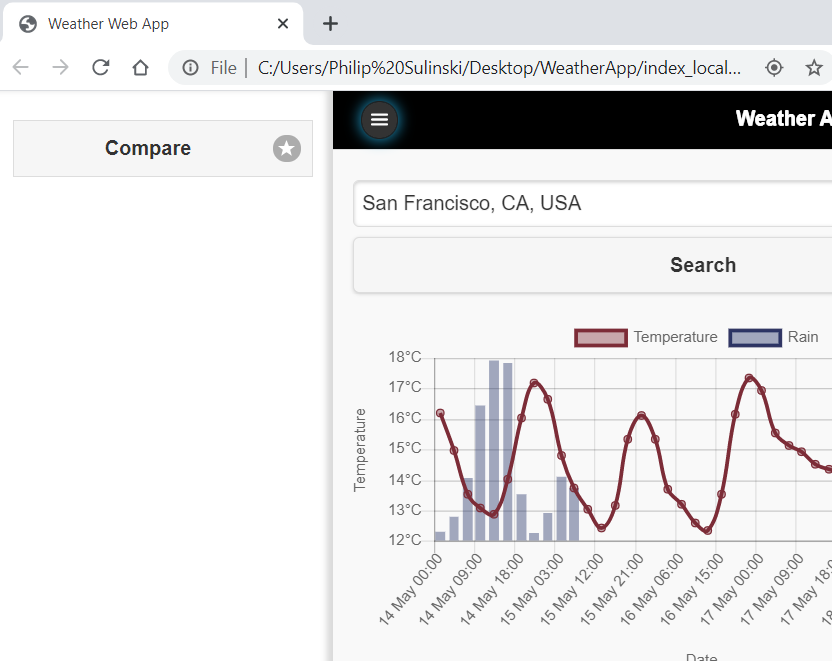 Weather Web App
File
C:/Users/Philip%20Sulinski/Desktop/WeatherApp/index_local...
Compare
Weather A
San Francisco, CA, USA
Search
Temperature
Rain
18°C
17°C
16°C
15°C
14°C
13°C
12°C
Temperature
14 May 00:00
14 May 09:00
14 May 18:00
15 May 03:00
15 May 12:00
15 May 21:00
16 May 06:00
16 May 15:00
17 May 00:00
17 May 09:00
17 May 18:0
18
Date